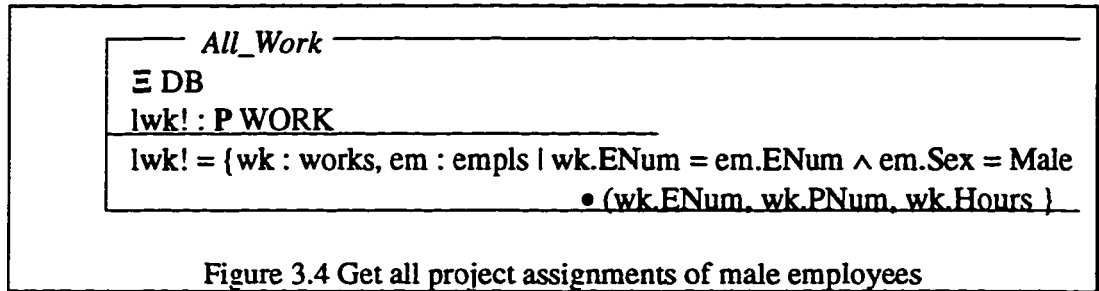 All_Work
Ξ DB
lwk! : P WORK
lwk! = {wk : works, em : empls | wk.ENum = em.ENum ∧ em.Sex = Male
• (wk.ENum, wk.PNum, wk.Hours }
Figure 3.4 Get all project assignments of male employees